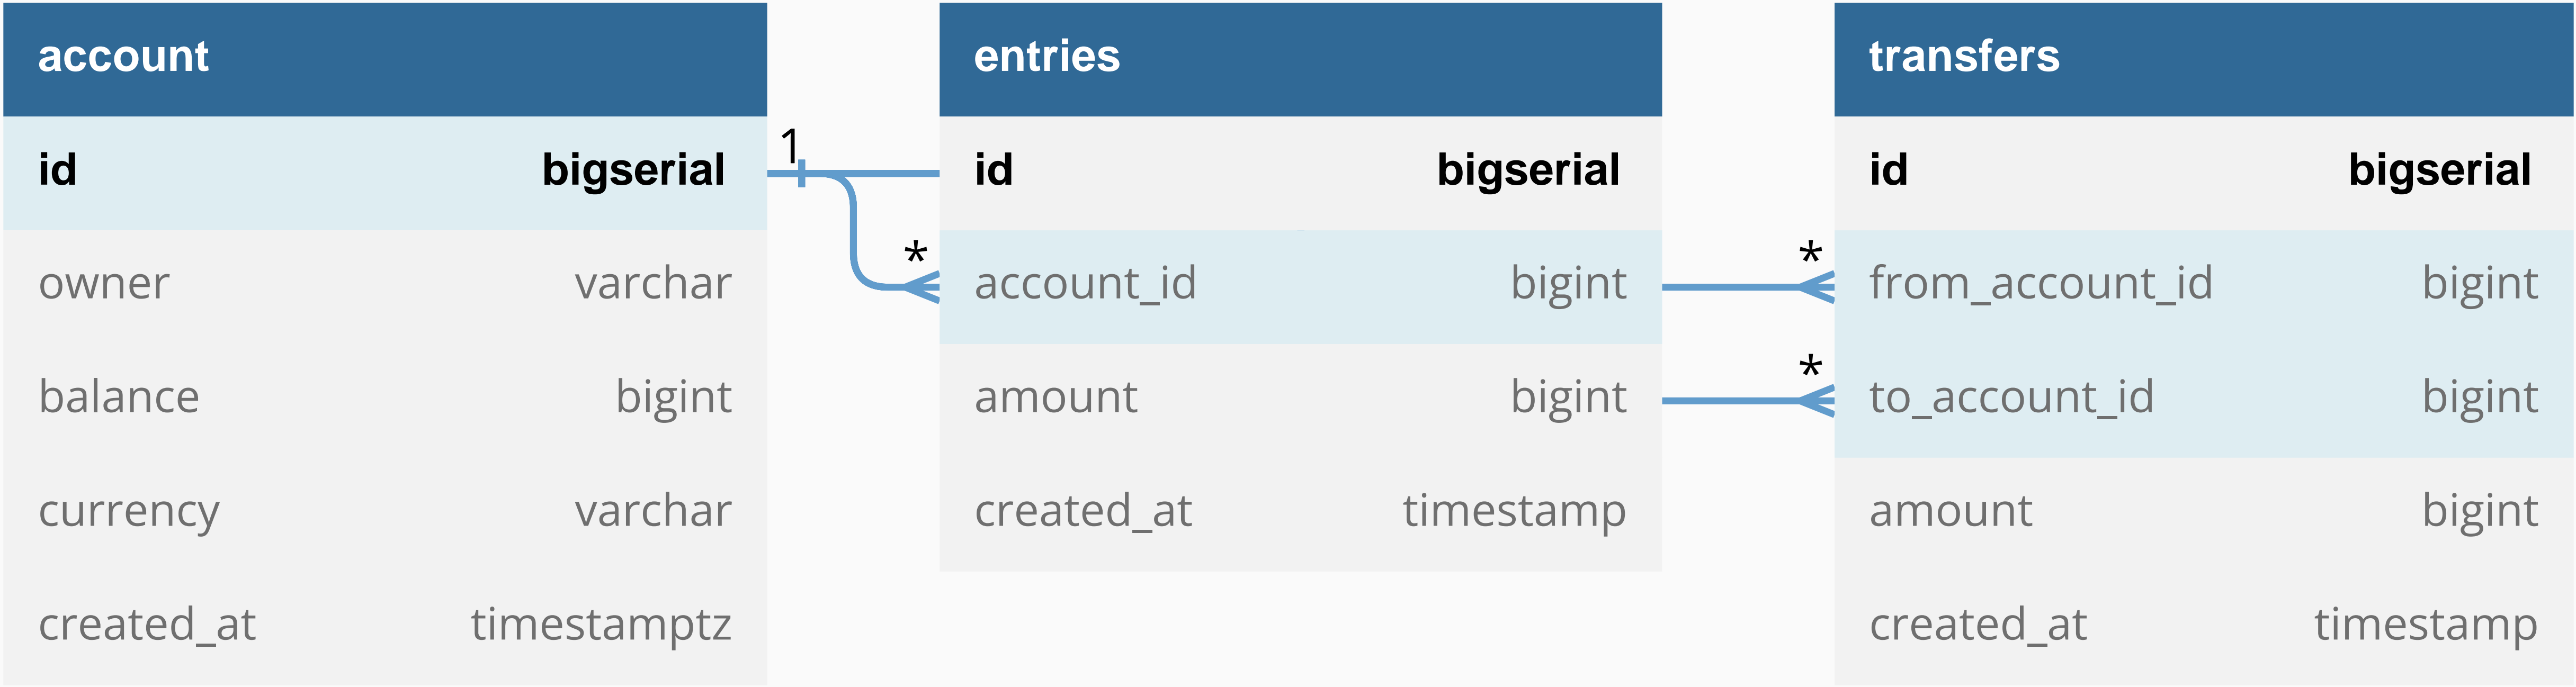 account
id bigserial
owner varchar
balance bigint
currency varchar
created_at timestamptz
1
*
entries
id bigserial
account_id bigint
amount bigint
created_at timestamp
*
*
transfers
id bigserial
from_account_id bigint
to_account_id bigint
amount bigint
created_at timestamp